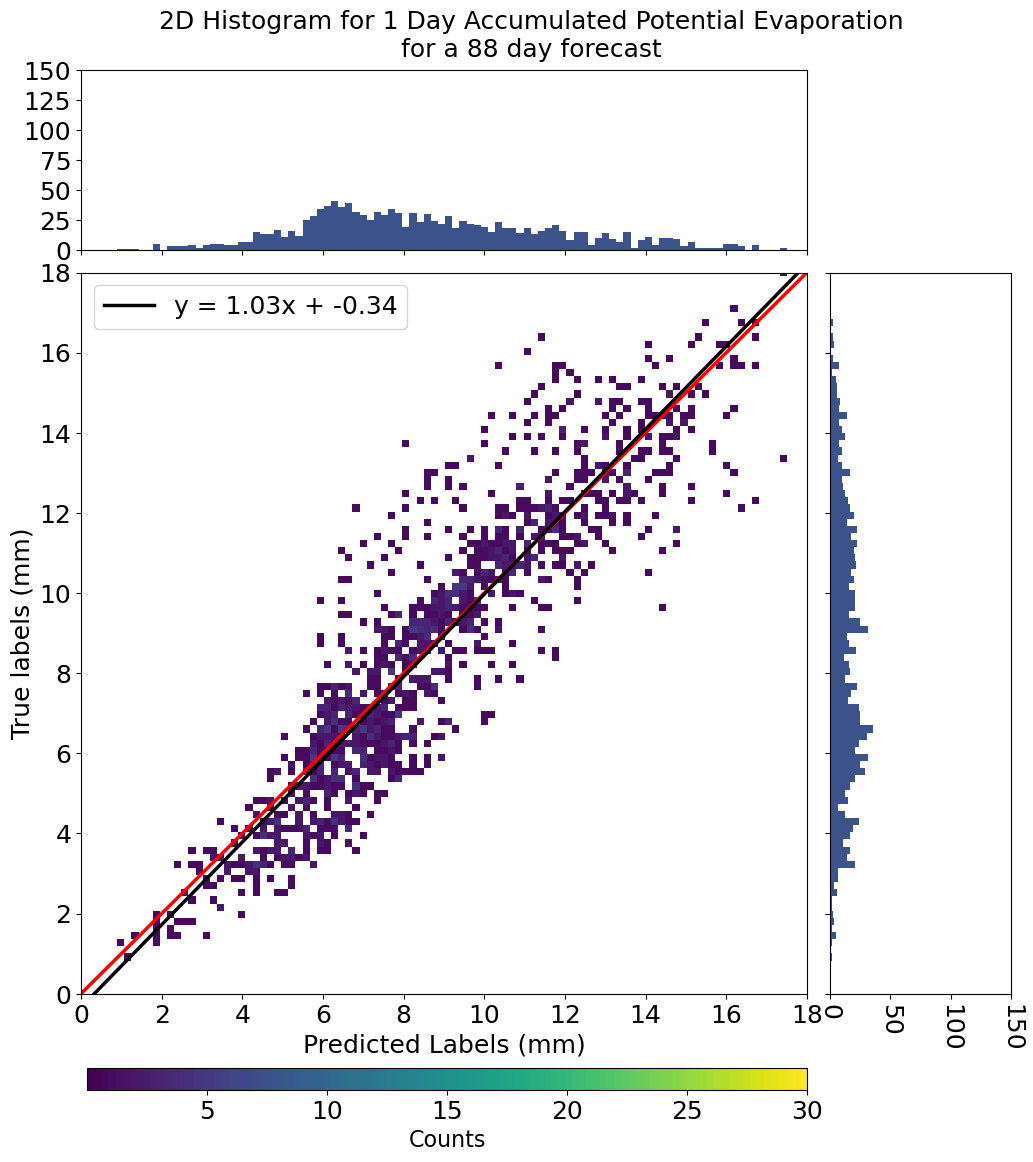 2D Histogram for 1 Day Accumulated Potential Evaporation
for a 88 day forecast
150
125
100
75
50
25
0
18
16
14
12
10
8
6
4
2
0
y = 1.03x + -0.34
True labels (mm)
0 2 4 6 8 10 12 14 16 18
Predicted Labels (mm)
0 50 100 150
5 10 15 20 25 30
Counts